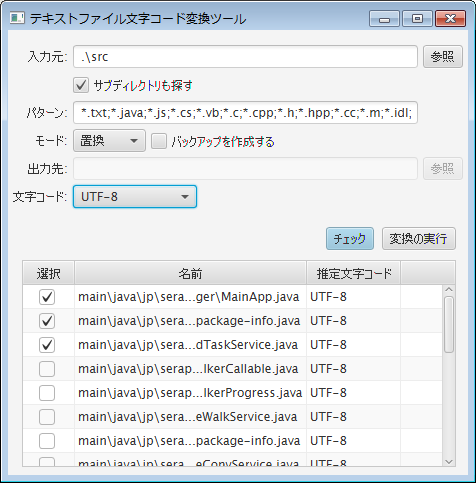 テキストファイル文字コード変換ツール
入力元: .\src 参照
サブディレクトリも探す
パターン: *.txt;*.java;*.js;*.cs;*.vb;*.c;*.cpp;*.h;*.hpp;*.cc;*.m;*.idl;
モード: 置換 バックアップを作成する
出力先: 参照
文字コード: UTF-8
チェック 変換の実行
選択 名前 推定文字コード
main\java\jp\sera...ger\MainApp.java UTF-8
main\java\jp\sera...package-info.java UTF-8
main\java\jp\sera...dTaskService.java UTF-8
main\java\jp\serap...lkerCallable.java UTF-8
main\java\jp\serap...lkerProgress.java UTF-8
main\java\jp\sera...eWalkService.java UTF-8
main\java\jp\sera...package-info.java UTF-8
main\java\jp\sera...eConvService.java UTF-8